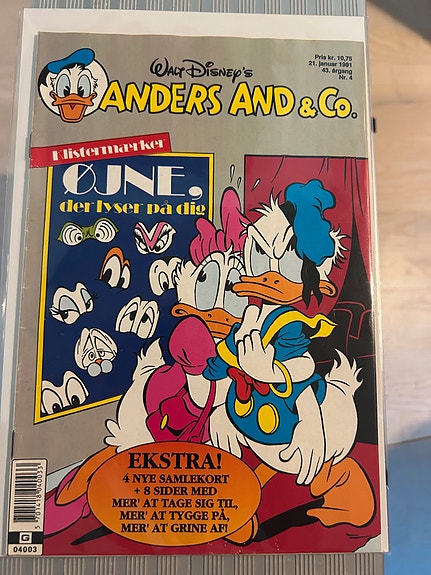 Walt Disney's
ANDERS AND & Co.
Pris kr. 10,75
21. januar 1991
43. årgang
Nr. 4
Klistermærker
ØJNE,
der lyser på dig
EKSTRA!
4 NYE SAMLEKORT
+ 8 SIDER MED
MER' AT TAGE SIG TIL,
MER' AT TYGGE PÅ,
MER' AT GRINE AF!
G
04003